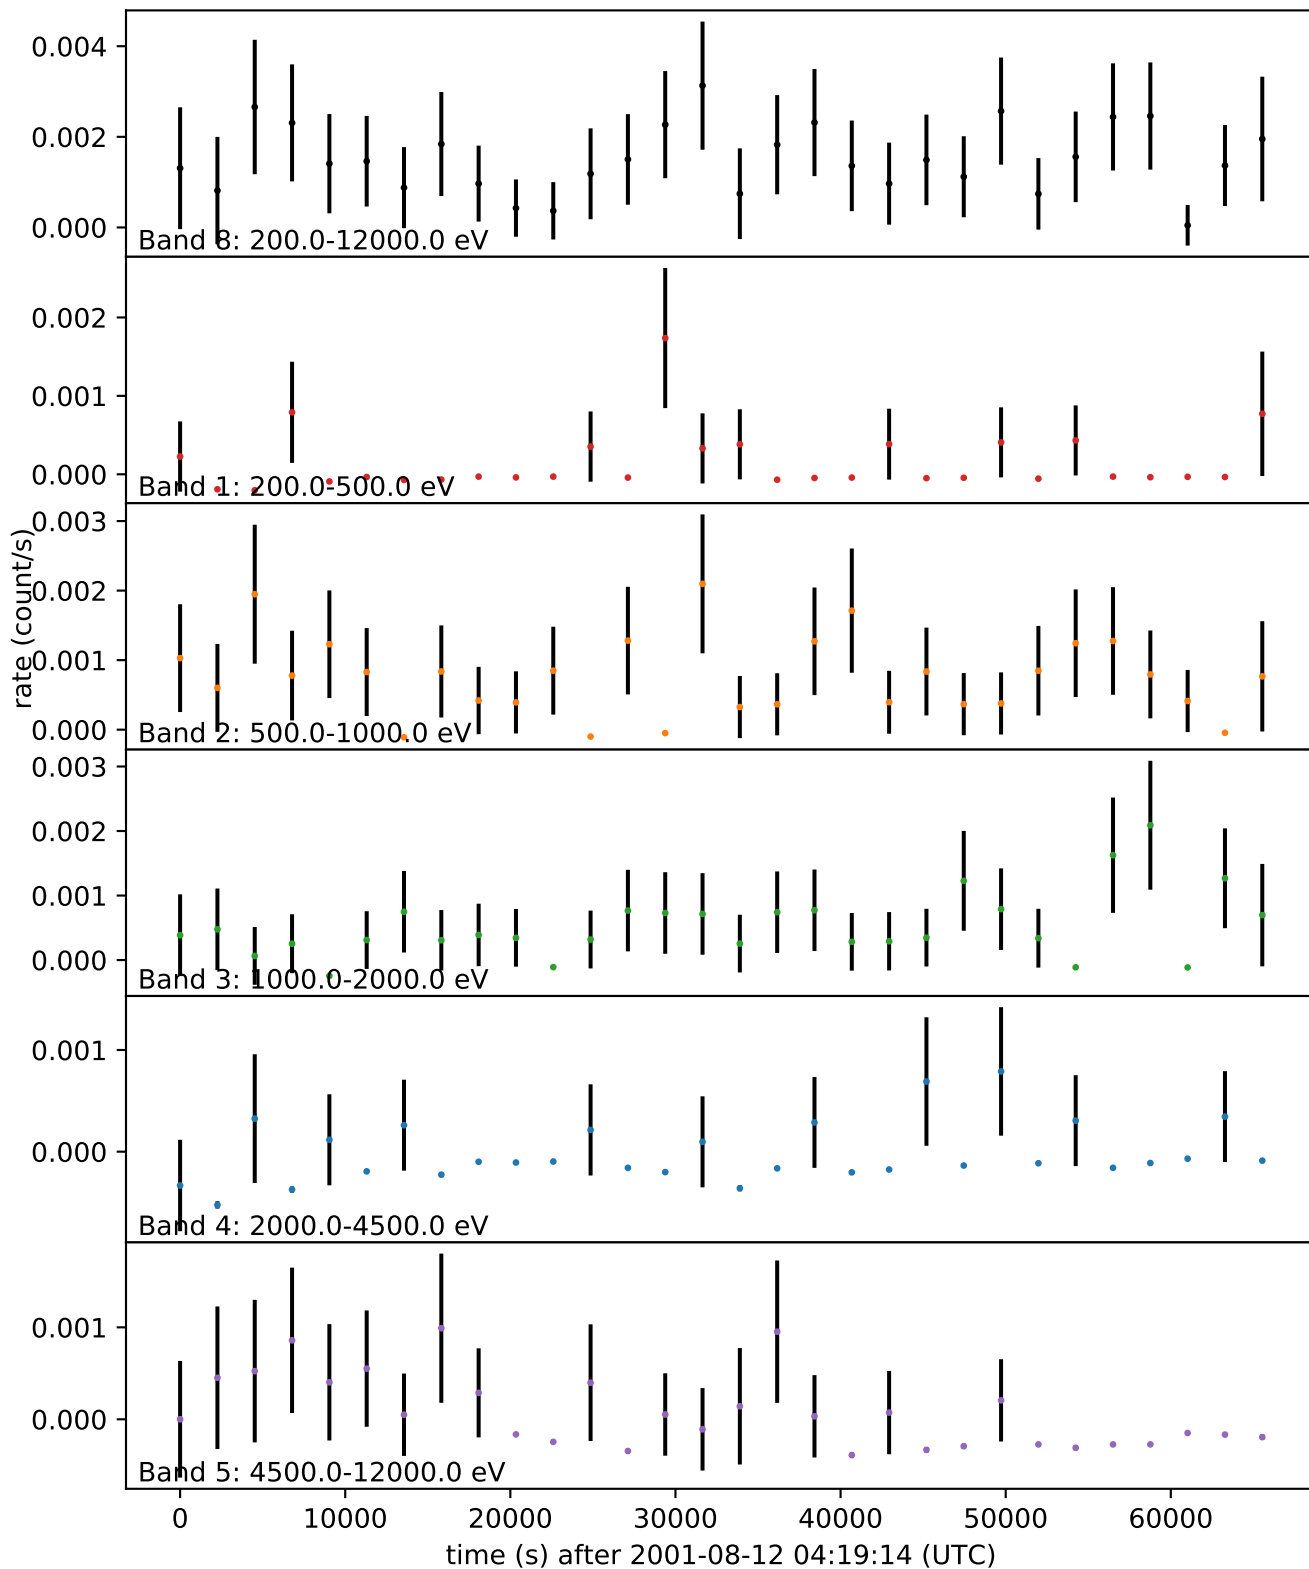 0.004
0.002
0.000
Band 8: 200.0-12000.0 eV
0.002
0.001
0.000
Band 1: 200.0-500.0 eV
rate (count/s)
0.003
0.002
0.001
0.000
Band 2: 500.0-1000.0 eV
0.003
0.002
0.001
0.000
Band 3: 1000.0-2000.0 eV
0.001
0.000
Band 4: 2000.0-4500.0 eV
0.001
0.000
Band 5: 4500.0-12000.0 eV
0 10000 20000 30000 40000 50000 60000
time (s) after 2001-08-12 04:19:14 (UTC)